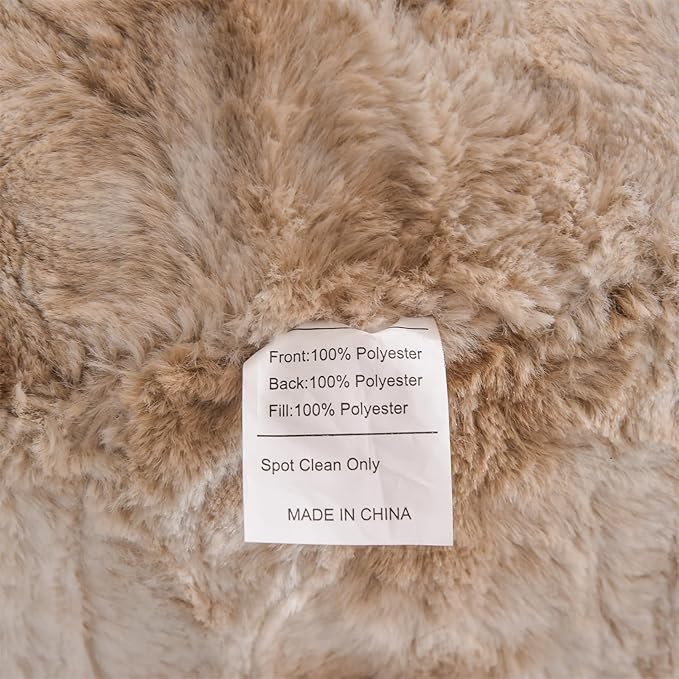 Front:100% Polyester
Back:100% Polyester
Fill:100% Polyester
Spot Clean Only
MADE IN CHINA